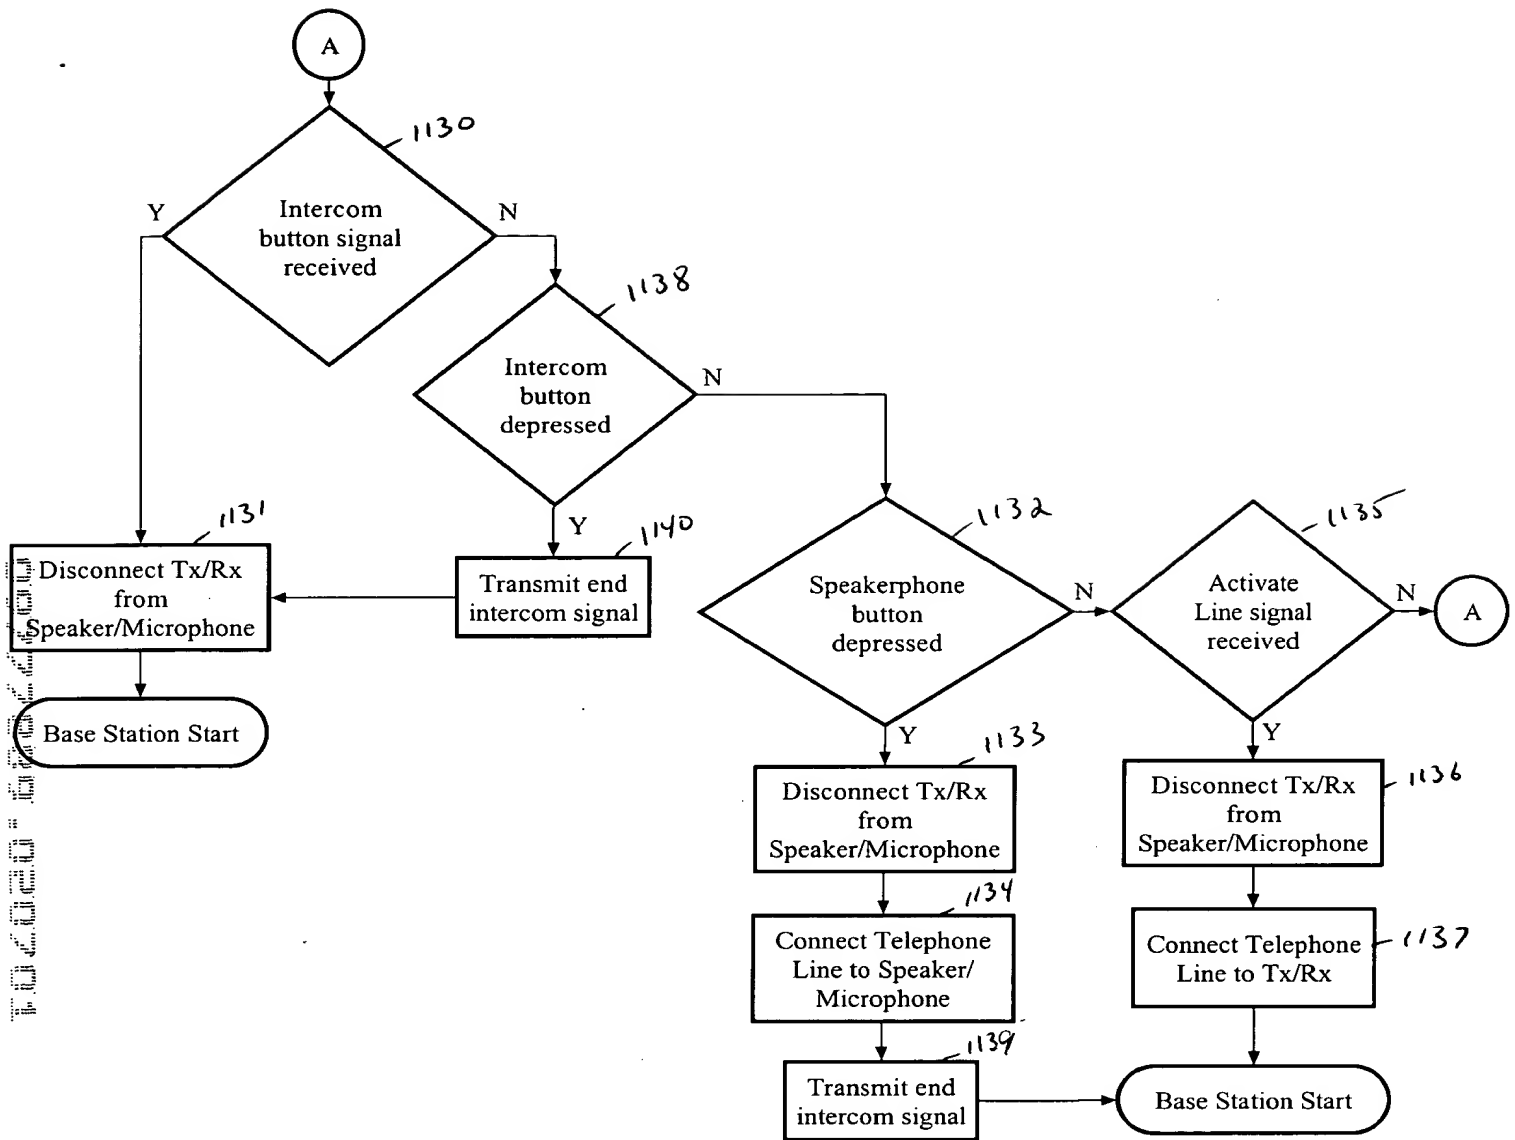 A
1130
Y
N
Intercom
button signal
received
1138
Intercom
button
depressed
N
Y
1131
Disconnect Tx/Rx
from
Speaker/Microphone
1140
Transmit end
intercom signal
Base Station Start
1132
Speakerphone
button
depressed
N
Y
1135
Activate
Line signal
received
N
A
Y
1133
Disconnect Tx/Rx
from
Speaker/Microphone
1136
Disconnect Tx/Rx
from
Speaker/Microphone
1134
Connect Telephone
Line to Speaker/
Microphone
1137
Connect Telephone
Line to Tx/Rx
1139
Transmit end
intercom signal
Base Station Start